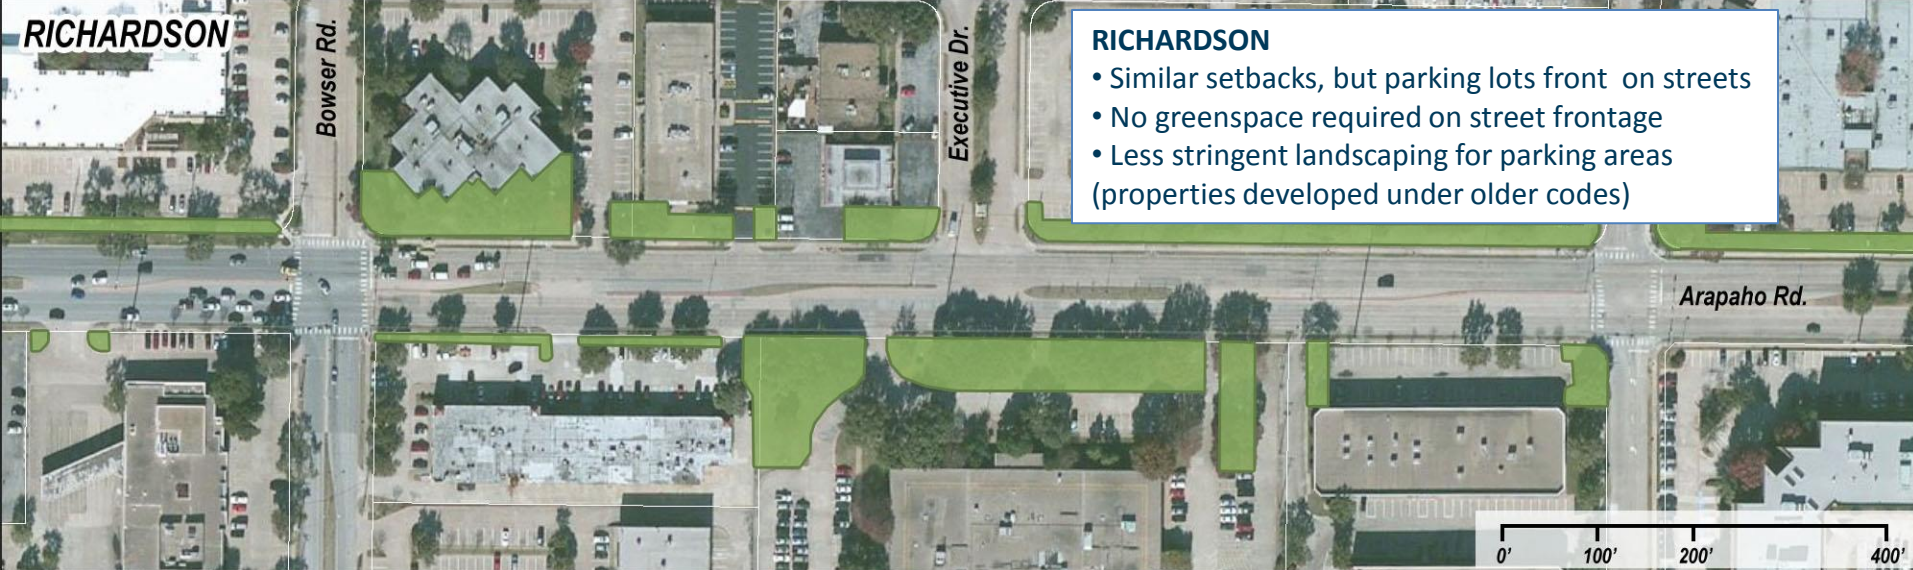 RICHARDSON
Bowser Rd.
Executive Dr.
RICHARDSON
• Similar setbacks, but parking lots front on streets
• No greenspace required on street frontage
• Less stringent landscaping for parking areas
(properties developed under older codes)
Arapaho Rd.
0' 100' 200' 400'